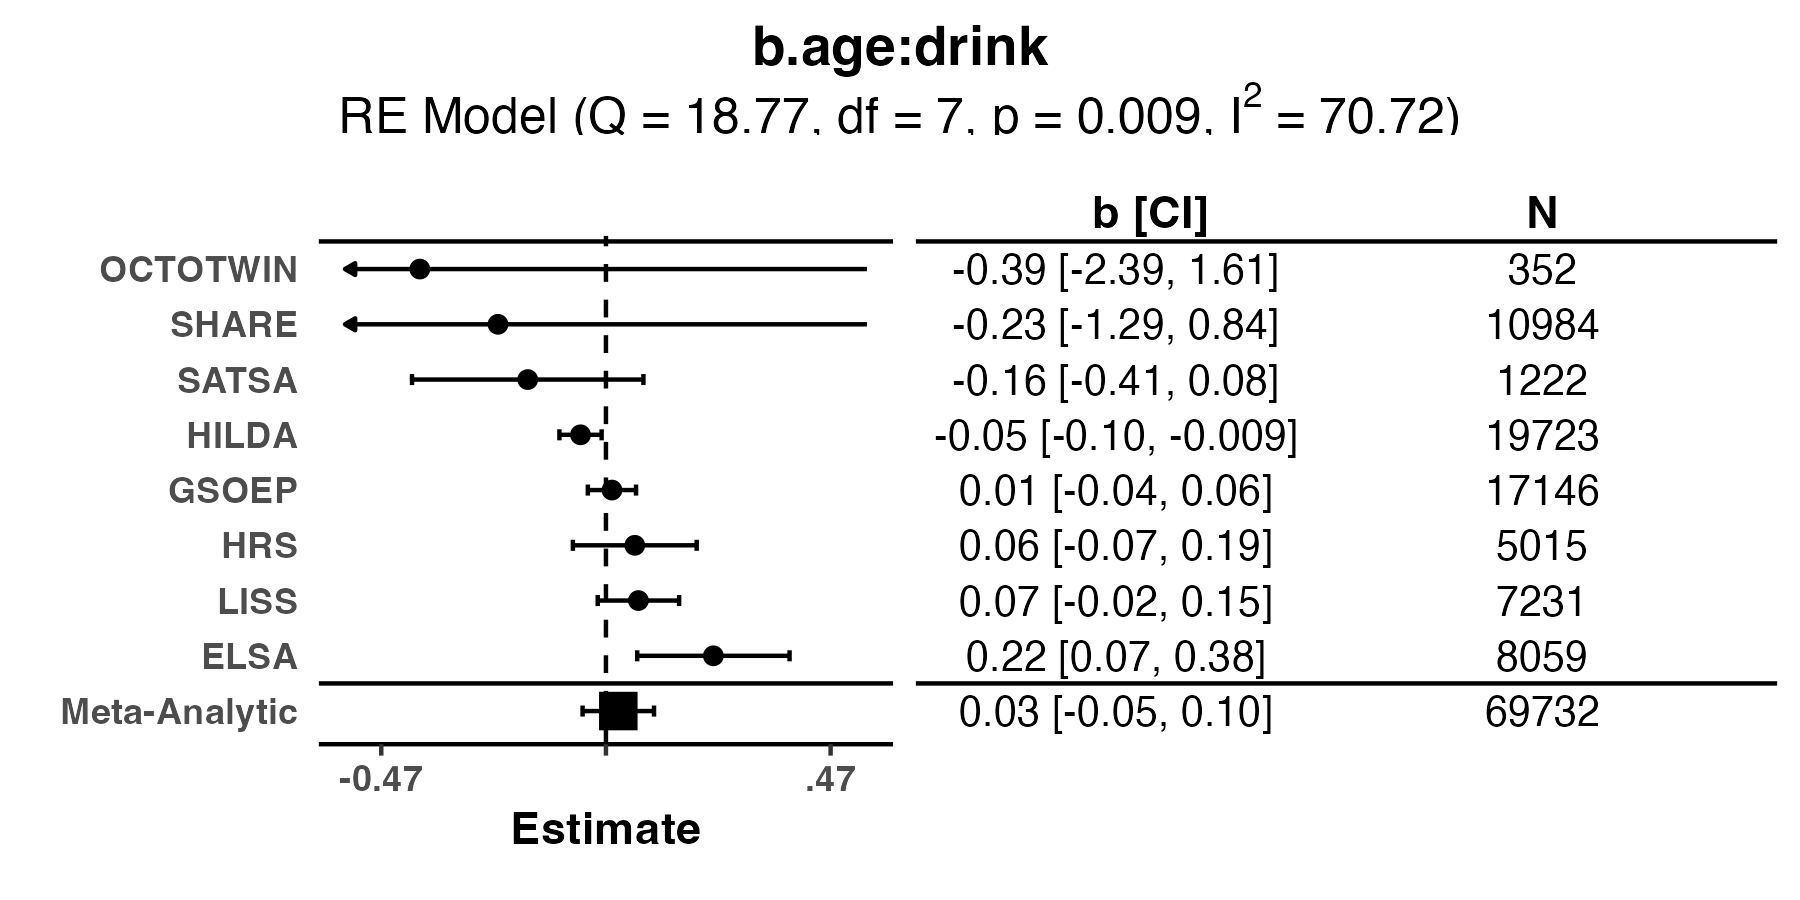 b.age:drink
RE Model (Q = 18.77, df = 7, p = 0.009, I² = 70.72)
b [CI] N
OCTOTWIN -0.39 [-2.39, 1.61] 352
SHARE -0.23 [-1.29, 0.84] 10984
SATSA -0.16 [-0.41, 0.08] 1222
HILDA -0.05 [-0.10, -0.009] 19723
GSOEP 0.01 [-0.04, 0.06] 17146
HRS 0.06 [-0.07, 0.19] 5015
LISS 0.07 [-0.02, 0.15] 7231
ELSA 0.22 [0.07, 0.38] 8059
Meta-Analytic 0.03 [-0.05, 0.10] 69732
-0.47 .47
Estimate